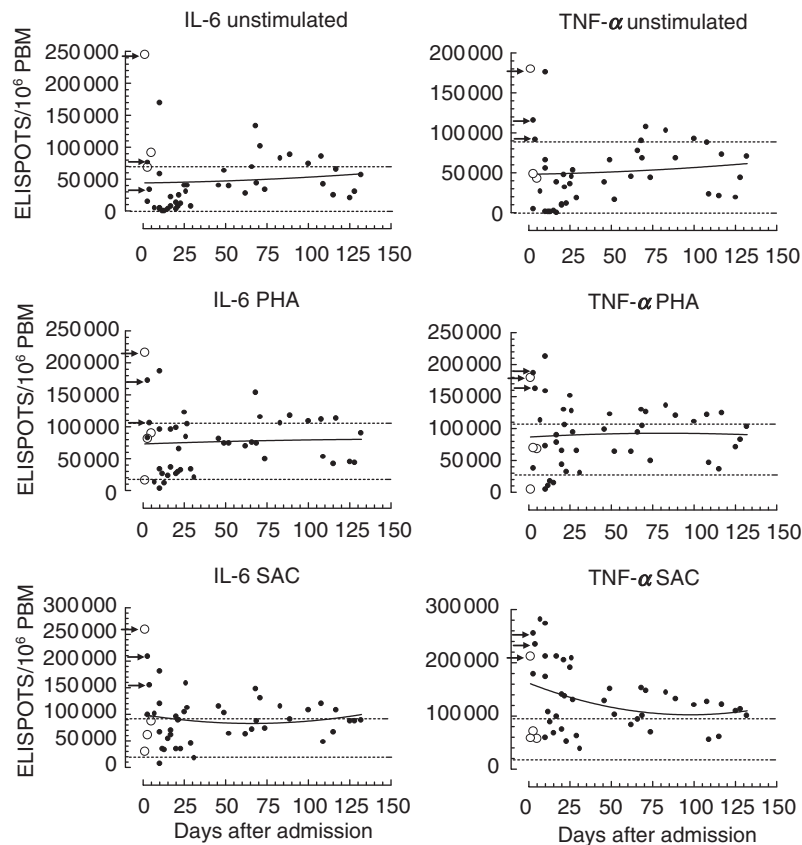 IL-6 unstimulated
ELISPOTS/10⁶ PBM
250 000
200 000
150 000
100 000
50 000
0
0 25 50 75 100 125 150
TNF-α unstimulated
200 000
150 000
100 000
50 000
0
0 25 50 75 100 125 150
IL-6 PHA
ELISPOTS/10⁶ PBM
250 000
200 000
150 000
100 000
50 000
0
0 25 50 75 100 125 150
TNF-α PHA
250 000
200 000
150 000
100 000
50 000
0
0 25 50 75 100 125 150
IL-6 SAC
ELISPOTS/10⁶ PBM
300 000
250 000
200 000
150 000
100 000
50 000
0
0 25 50 75 100 125 150
Days after admission
TNF-α SAC
300 000
200 000
100 000
0
0 25 50 75 100 125 150
Days after admission